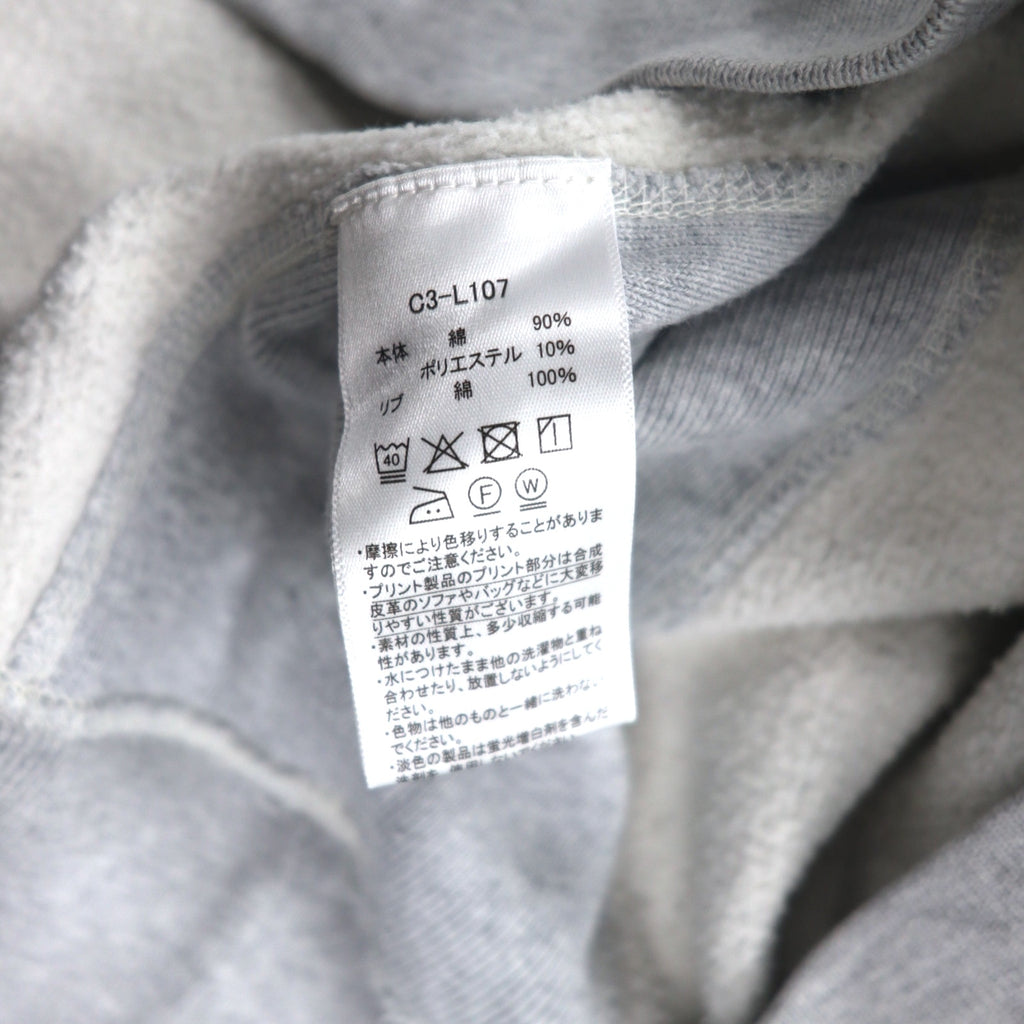 C3-L107
本体 綿 90%
ポリエステル 10%
リブ 綿 100%
40
F W
・摩擦により色移りすることがありま
すのでご注意ください。
・プリント製品のプリント部分は合成
皮革のソファやバッグなどに大変移
りやすい性質がございます。
・素材の性質上、多少収縮する可能
性があります。
・水につけたまま他の洗濯物と重ね
合わせたり、放置しないようにしてく
ださい。
・色物は他のものと一緒に洗わない
でください。
・淡色の製品は蛍光増白剤を含んだ
洗剤を